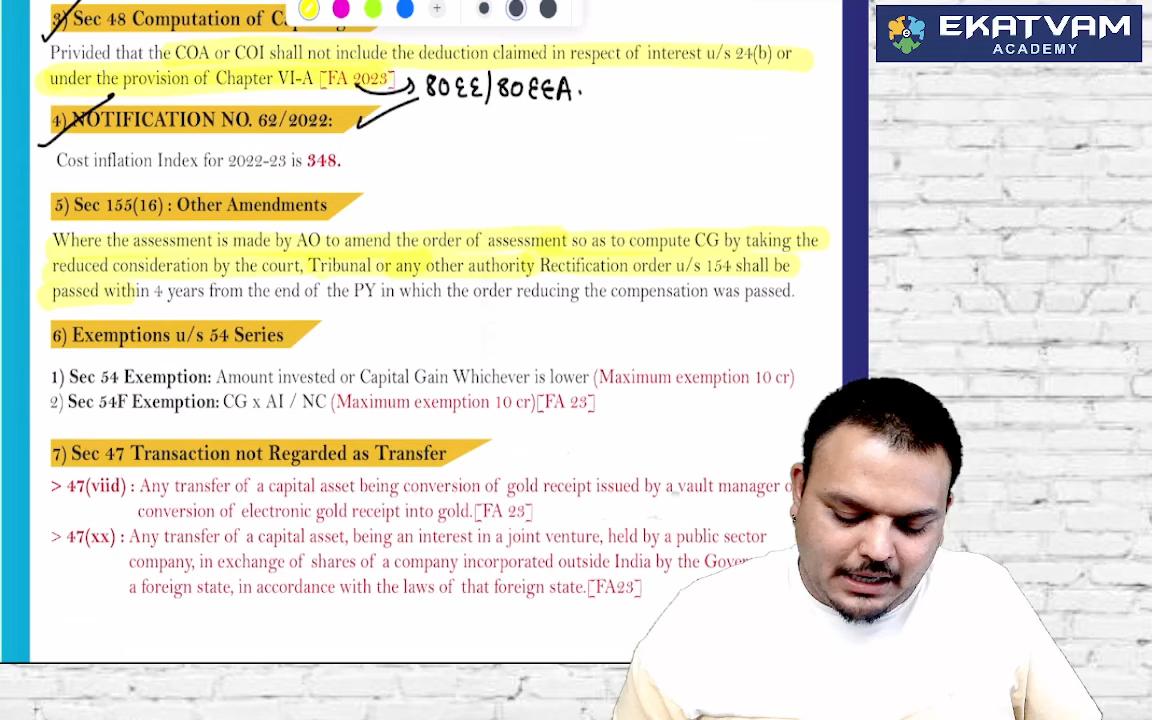 3) Sec 48 Computation of
Privided that the COA or COI shall not include the deduction claimed in respect of interest u/s 24(b) or
under the provision of Chapter VI-A [FA 2023]
80EE/80EEA.
4) NOTIFICATION NO. 62/2022:
Cost inflation Index for 2022-23 is 348.
5) Sec 155(16) : Other Amendments
Where the assessment is made by AO to amend the order of assessment so as to compute CG by taking the
reduced consideration by the court, Tribunal or any other authority Rectification order u/s 154 shall be
passed within 4 years from the end of the PY in which the order reducing the compensation was passed.
6) Exemptions u/s 54 Series
1) Sec 54 Exemption: Amount invested or Capital Gain Whichever is lower (Maximum exemption 10 cr)
2) Sec 54F Exemption: CG x AI / NC (Maximum exemption 10 cr)[FA 23]
7) Sec 47 Transaction not Regarded as Transfer
> 47(viid) : Any transfer of a capital asset being conversion of gold receipt issued by a vault manager
conversion of electronic gold receipt into gold.[FA 23]
> 47(xx) : Any transfer of a capital asset, being an interest in a joint venture, held by a public sector
company, in exchange of shares of a company incorporated outside India by the
a foreign state, in accordance with the laws of that foreign state.[FA23]
EKATVAM
ACADEMY